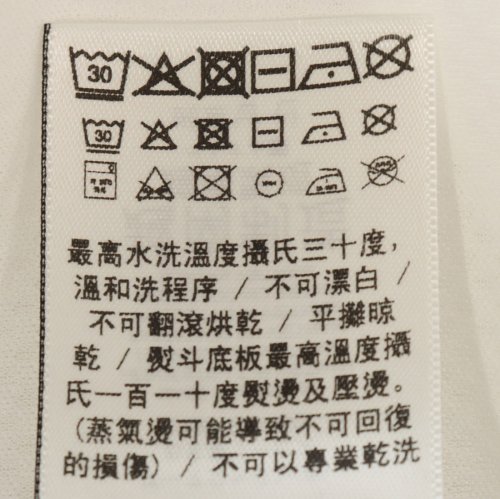 30
30
最高水洗溫度攝氏三十度，
溫和洗程序 / 不可漂白 /
不可翻滾烘乾 / 平攤晾
乾 / 熨斗底板最高溫度攝
氏一百一十度熨燙及壓燙。
(蒸氣燙可能導致不可回復
的損傷) / 不可以專業乾洗